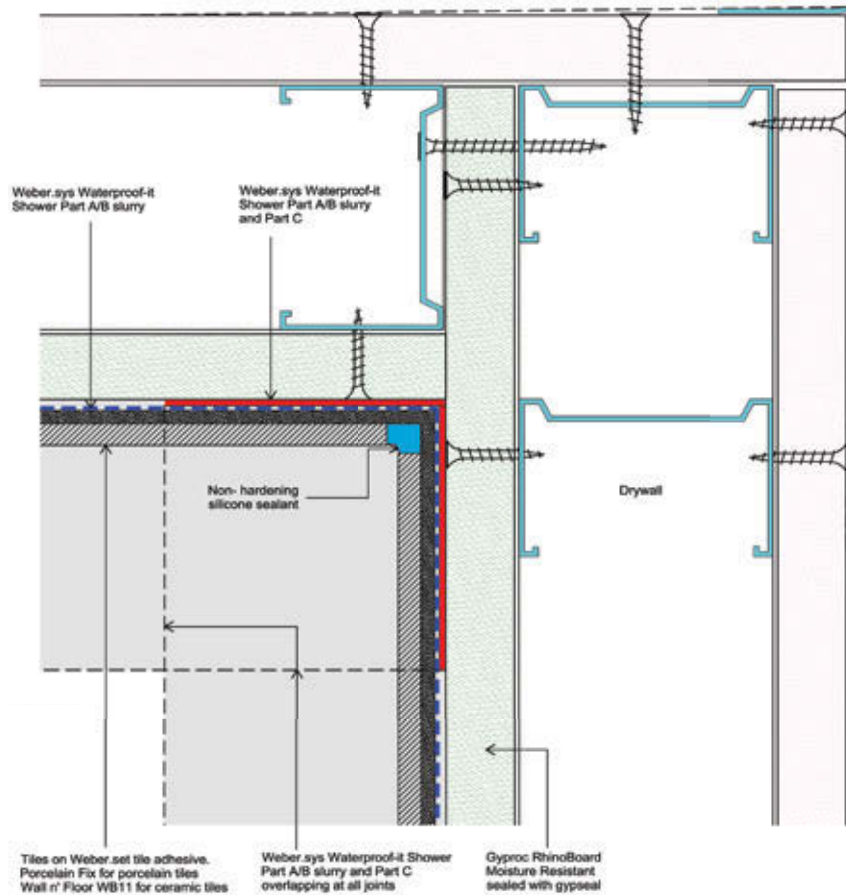 Weber.sys Waterproof-it
Shower Part A/B slurry
Weber.sys Waterproof-it
Shower Part A/B slurry
and Part C
Non- hardening
silicone sealant
Drywall
Tiles on Weber.set tile adhesive.
Porcelain Fix for porcelain tiles
Wall n' Floor WB11 for ceramic tiles
Weber.sys Waterproof-it Shower
Part A/B slurry and Part C
overlapping at all joints
Gyproc RhinoBoard
Moisture Resistant
sealed with gypseal